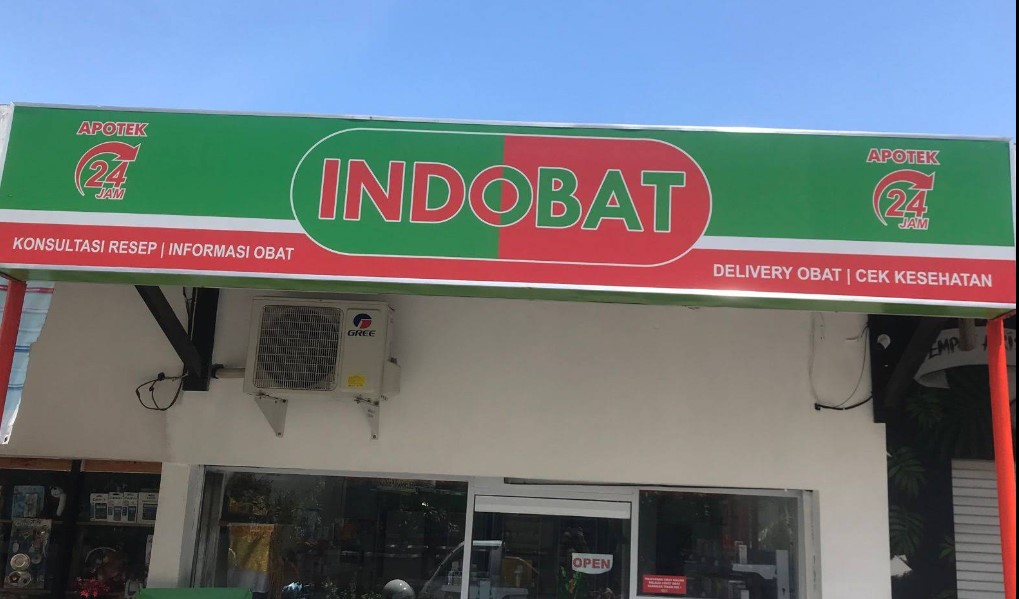 APOTEK
24
JAM
INDOBAT
APOTEK
24
JAM
KONSULTASI RESEP | INFORMASI OBAT
DELIVERY OBAT | CEK KESEHATAN
GREE
OPEN